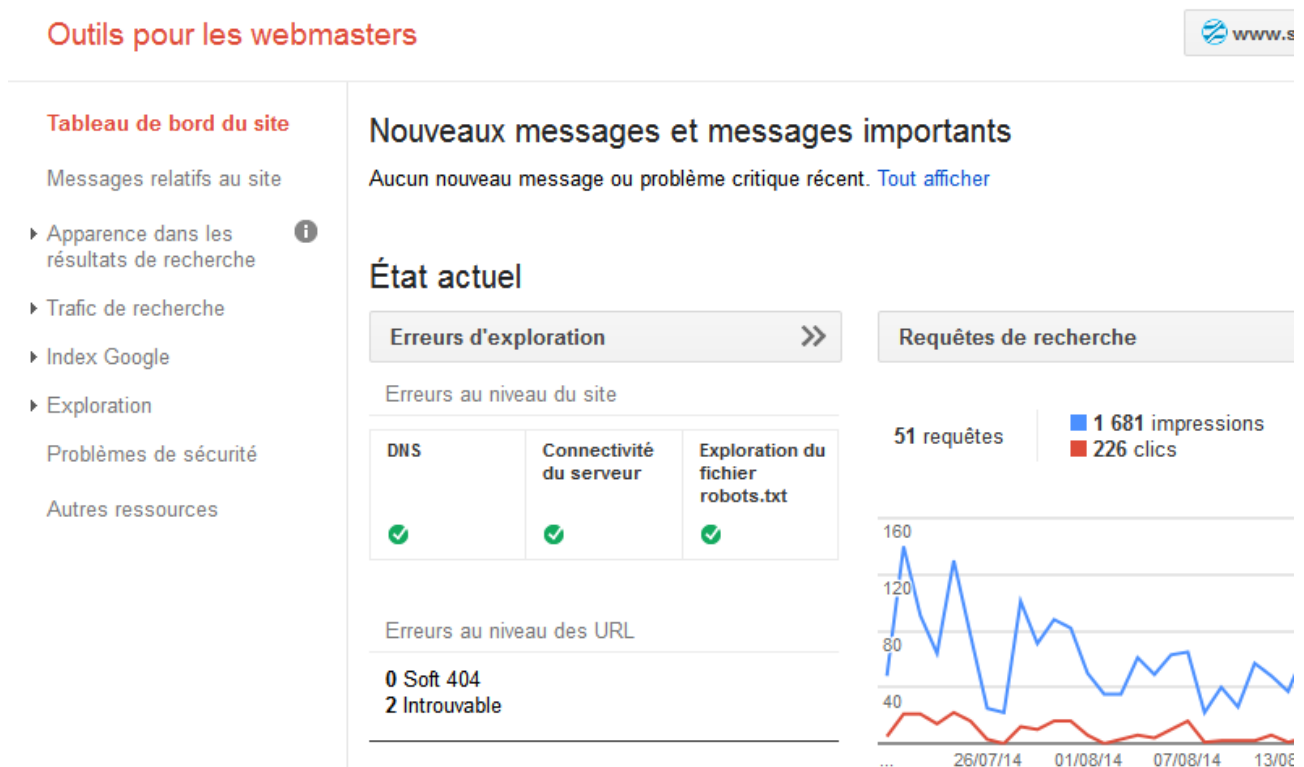 Outils pour les webmasters
www.s
Tableau de bord du site
Messages relatifs au site
Apparence dans les
résultats de recherche
Trafic de recherche
Index Google
Exploration
Problèmes de sécurité
Autres ressources
Nouveaux messages et messages importants
Aucun nouveau message ou problème critique récent. Tout afficher
État actuel
Erreurs d'exploration
Erreurs au niveau du site
DNS
Connectivité
du serveur
Exploration du
fichier
robots.txt
Erreurs au niveau des URL
0 Soft 404
2 Introuvable
Requêtes de recherche
51 requêtes
1 681 impressions
226 clics
160
120
80
40
... 26/07/14 01/08/14 07/08/14 13/08